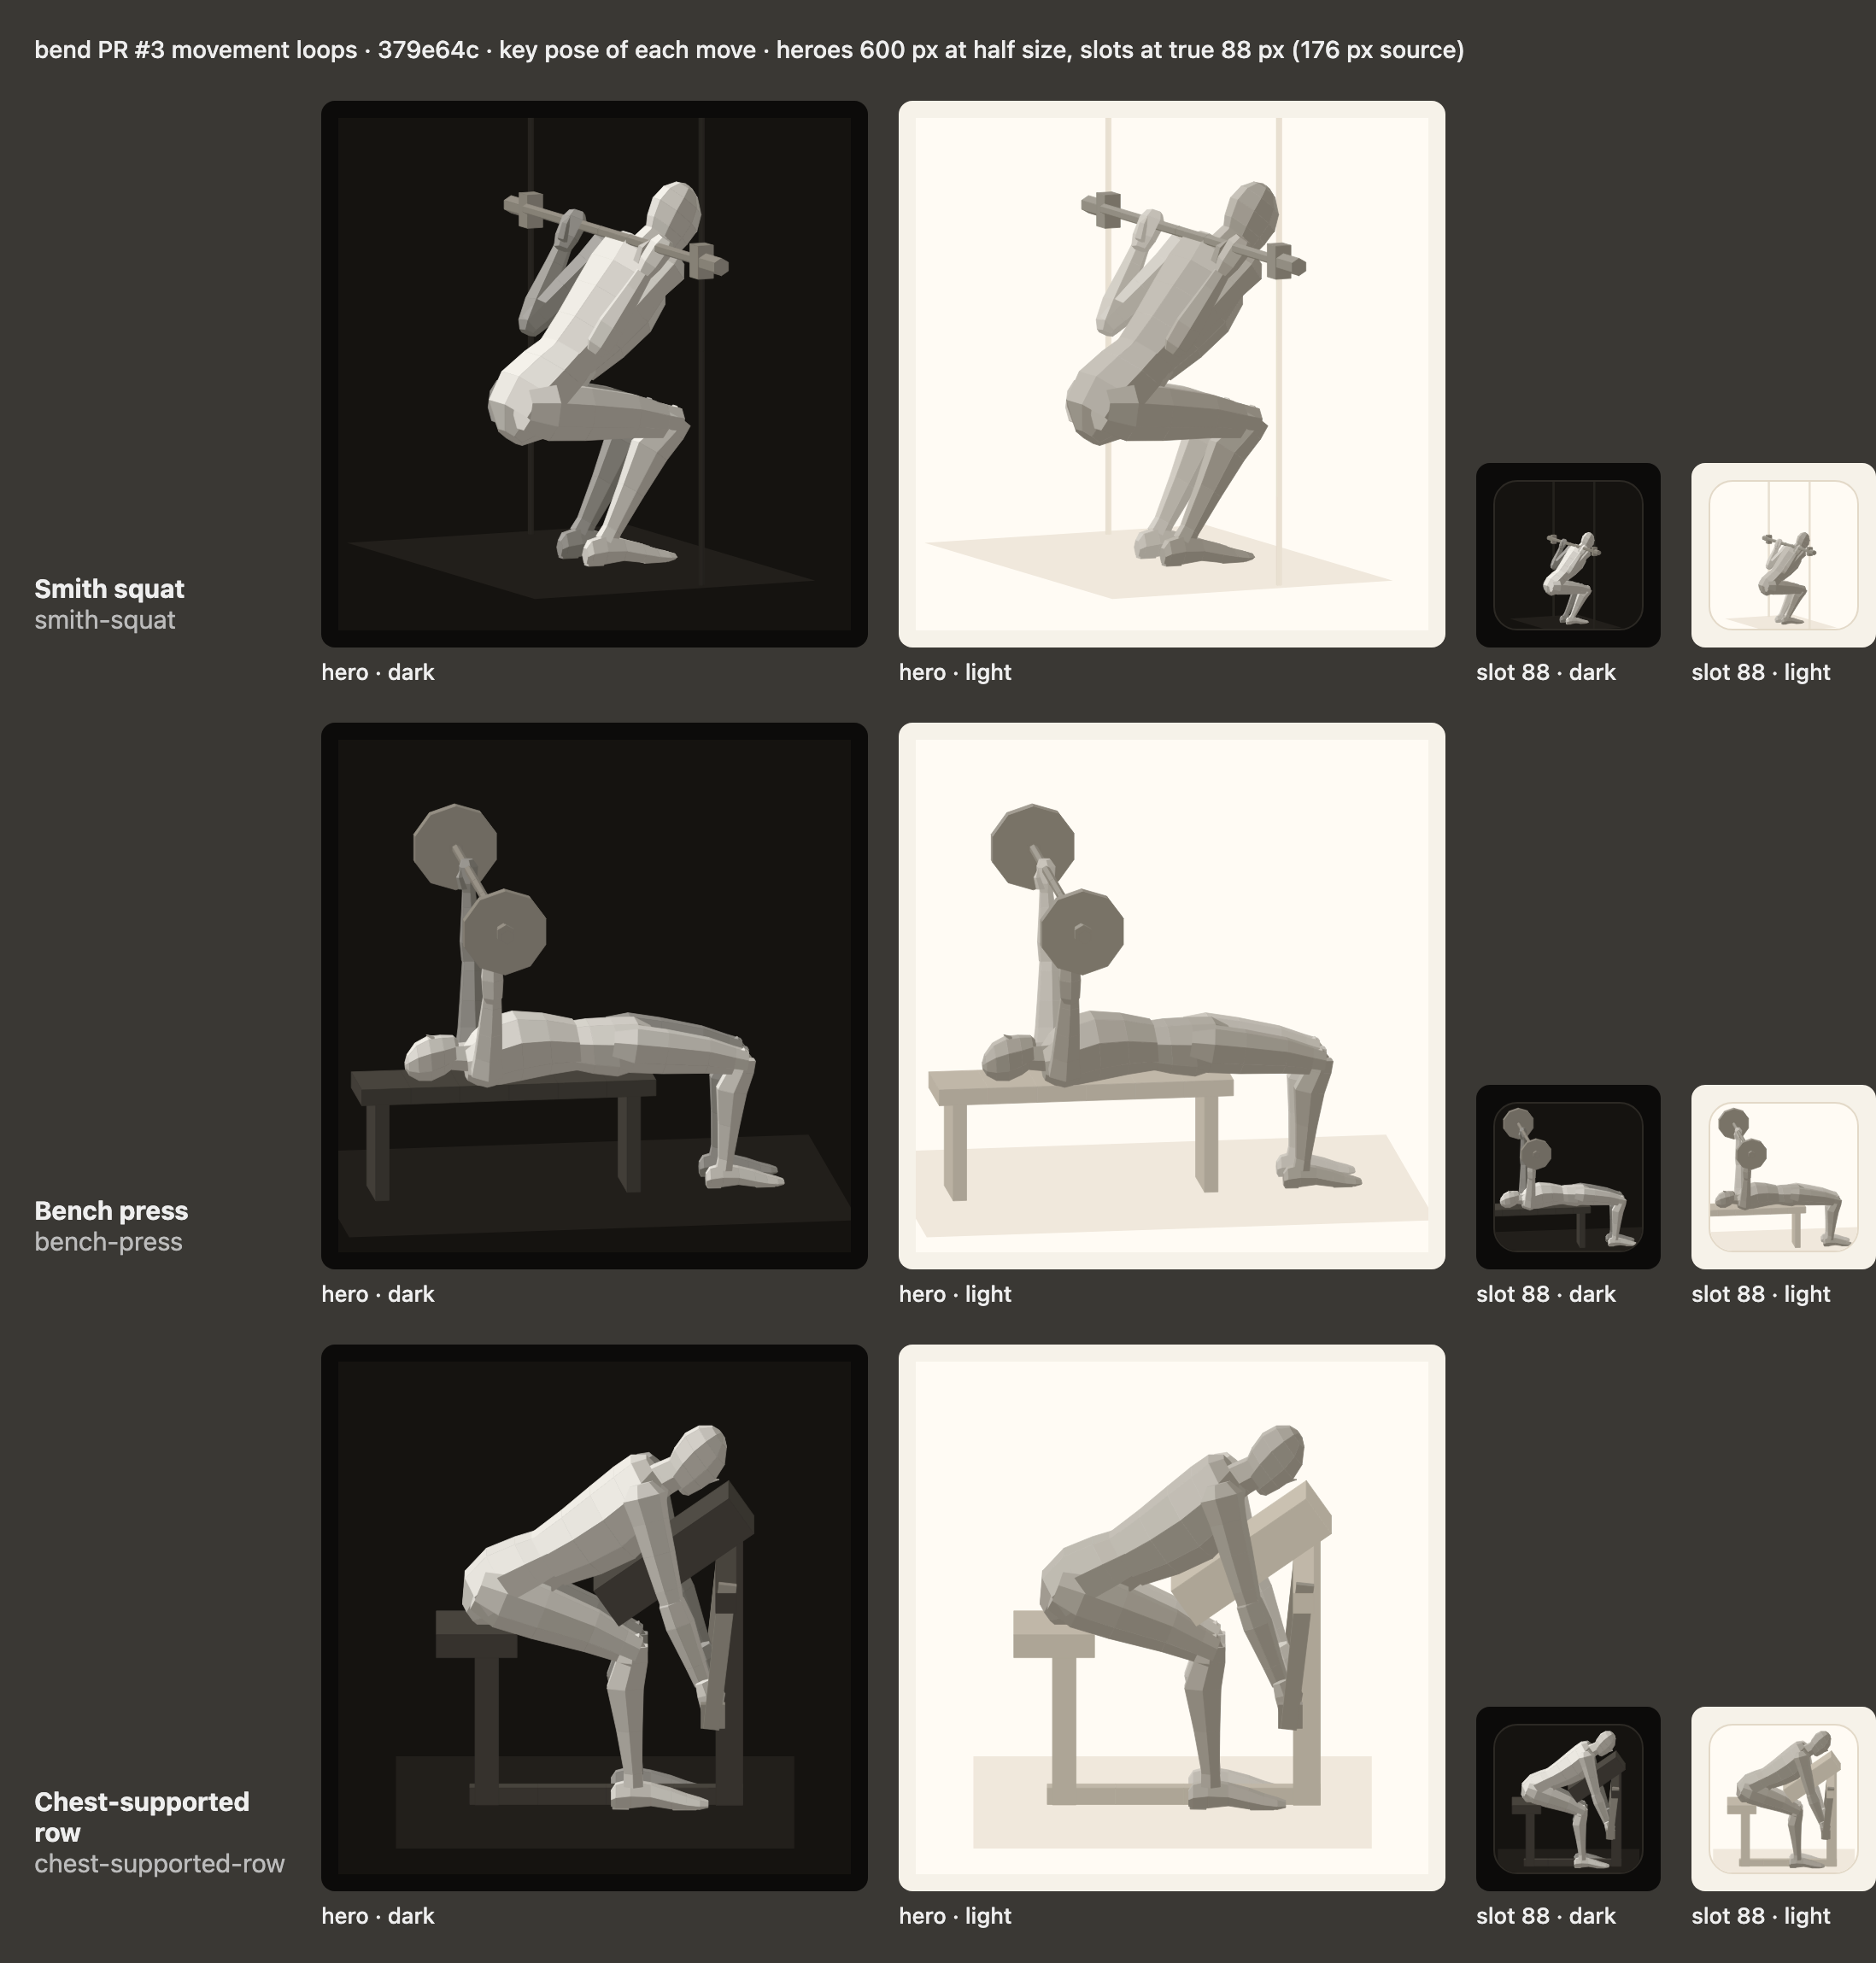 bend PR #3 movement loops · 379e64c · key pose of each move · heroes 600 px at half size, slots at true 88 px (176 px source)
Smith squat
smith-squat
hero · dark
hero · light
slot 88 · dark
slot 88 · light
Bench press
bench-press
hero · dark
hero · light
slot 88 · dark
slot 88 · light
Chest-supported
row
chest-supported-row
hero · dark
hero · light
slot 88 · dark
slot 88 · light